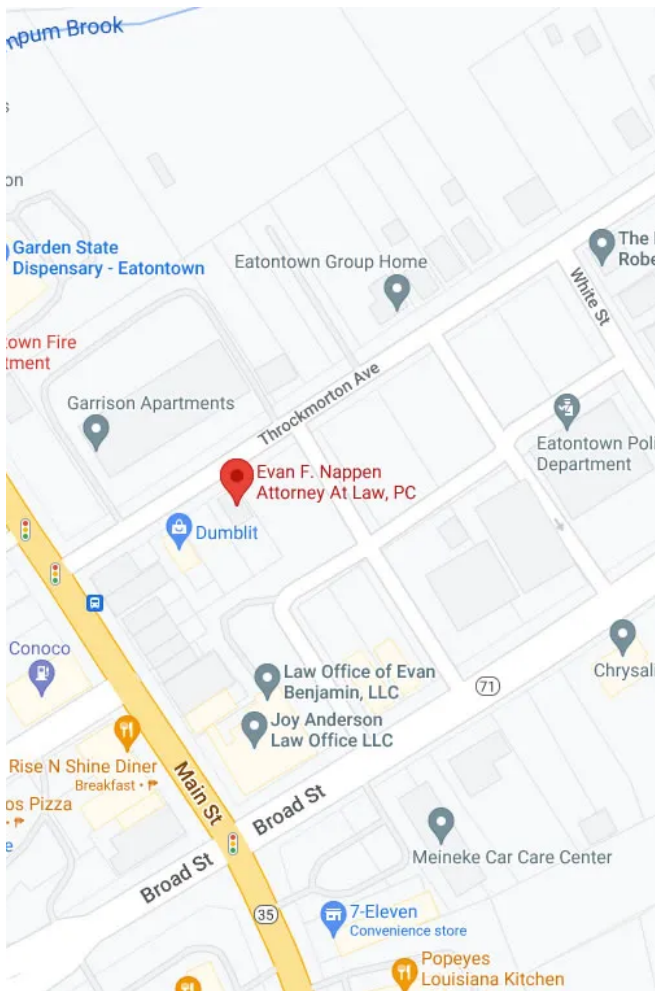 mpum Brook
on
Garden State
Dispensary - Eatontown
Eatontown Group Home
The
Robe
White St
own Fire
tment
Throckmorton Ave
Garrison Apartments
Eatontown Poli
Department
Evan F. Nappen
Attorney At Law, PC
Dumblit
Conoco
Law Office of Evan
Benjamin, LLC
Chrysali
71
Joy Anderson
Law Office LLC
Rise N Shine Diner
Breakfast •
Main St
os Pizza
Broad St
Broad St
Meineke Car Care Center
35
7-Eleven
Convenience store
Popeyes
Louisiana Kitchen